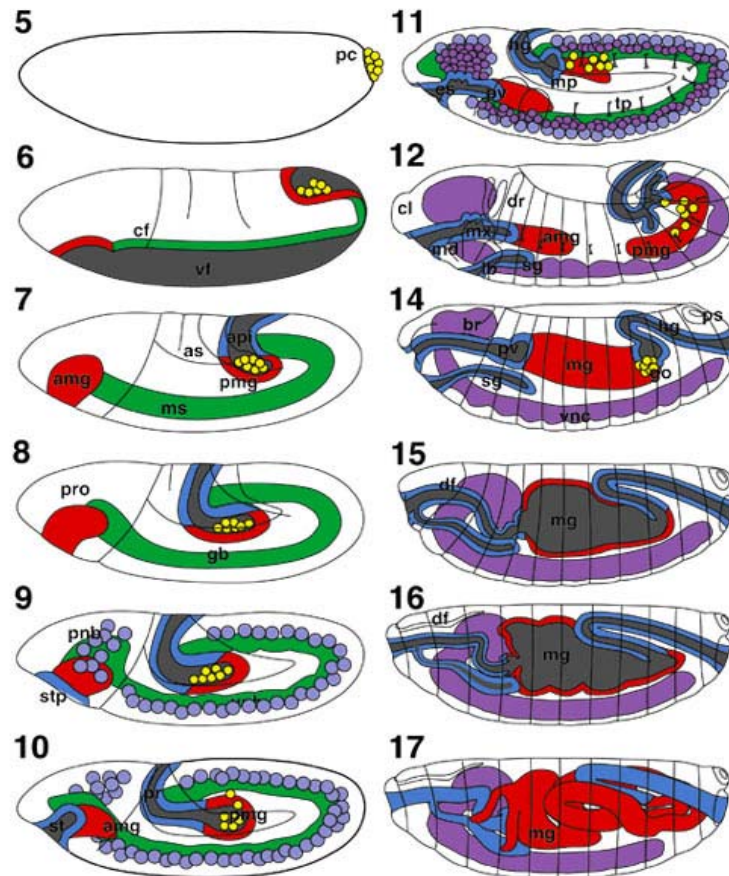 5
pc
6
cf
vf
7
as
api
amg
pmg
ms
8
pro
gb
9
pnb
stp
10
pr
st
amg
pmg
11
hg
mp
es
pv
tp
12
cl
dr
mx
amg
md
pmg
lb
sg
14
br
hg
ps
pv
mg
go
sg
vnc
15
df
mg
16
df
mg
17
mg